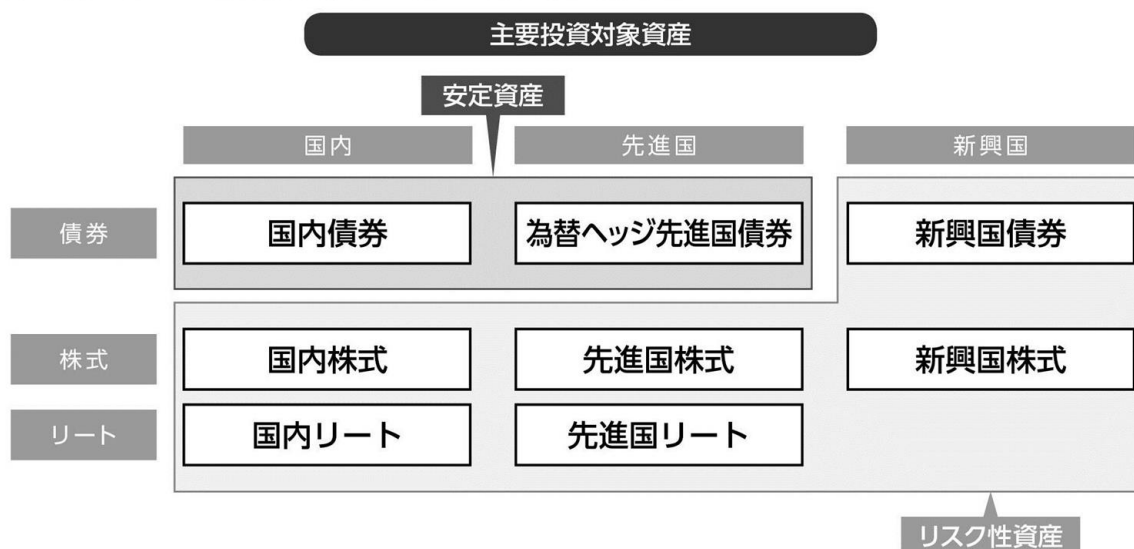 主要投資対象資産
安定資産
国内 先進国 新興国
債券 国内債券 為替ヘッジ先進国債券 新興国債券
株式 国内株式 先進国株式 新興国株式
リート 国内リート 先進国リート
リスク性資産